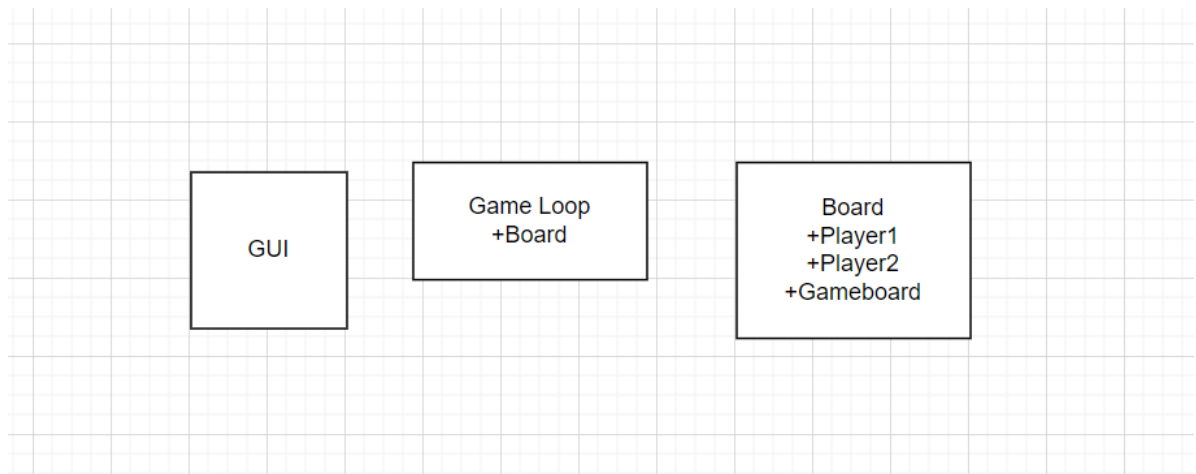 GUI
Game Loop
+Board
Board
+Player1
+Player2
+Gameboard